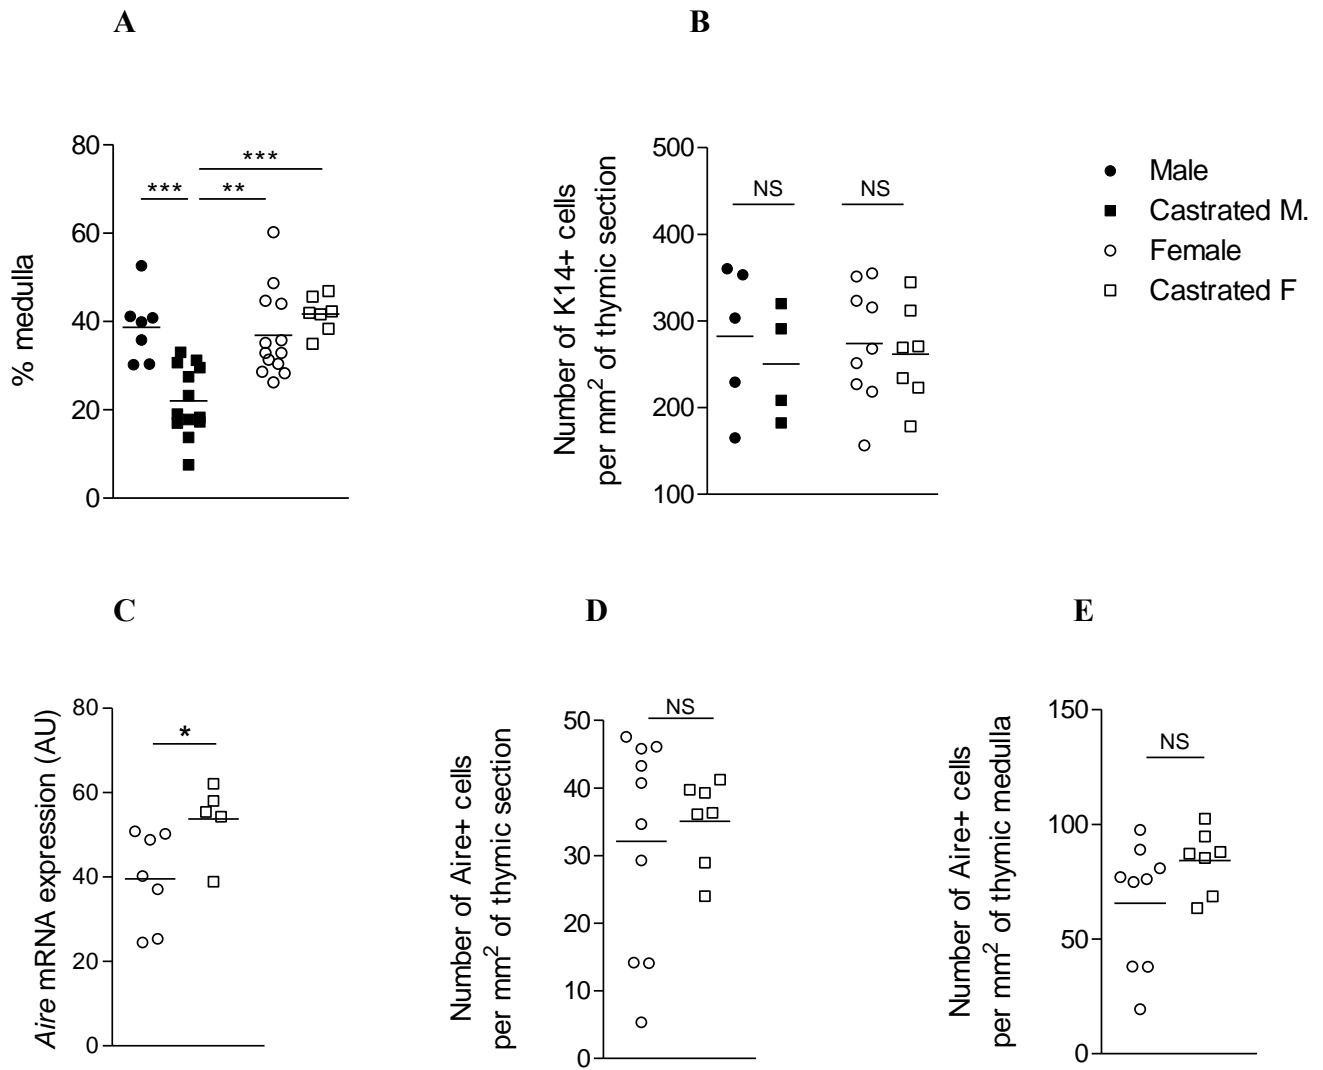 A
B
80
60
40
20
0
% medulla
***
***
**
500
400
300
200
100
Number of K14+ cells
per mm² of thymic section
NS
NS
Male
Castrated M.
Female
Castrated F
C
D
E
80
60
40
20
0
Aire mRNA expression (AU)
*
50
40
30
20
10
0
Number of Aire+ cells
per mm² of thymic section
NS
150
100
50
0
Number of Aire+ cells
per mm² of thymic medulla
NS